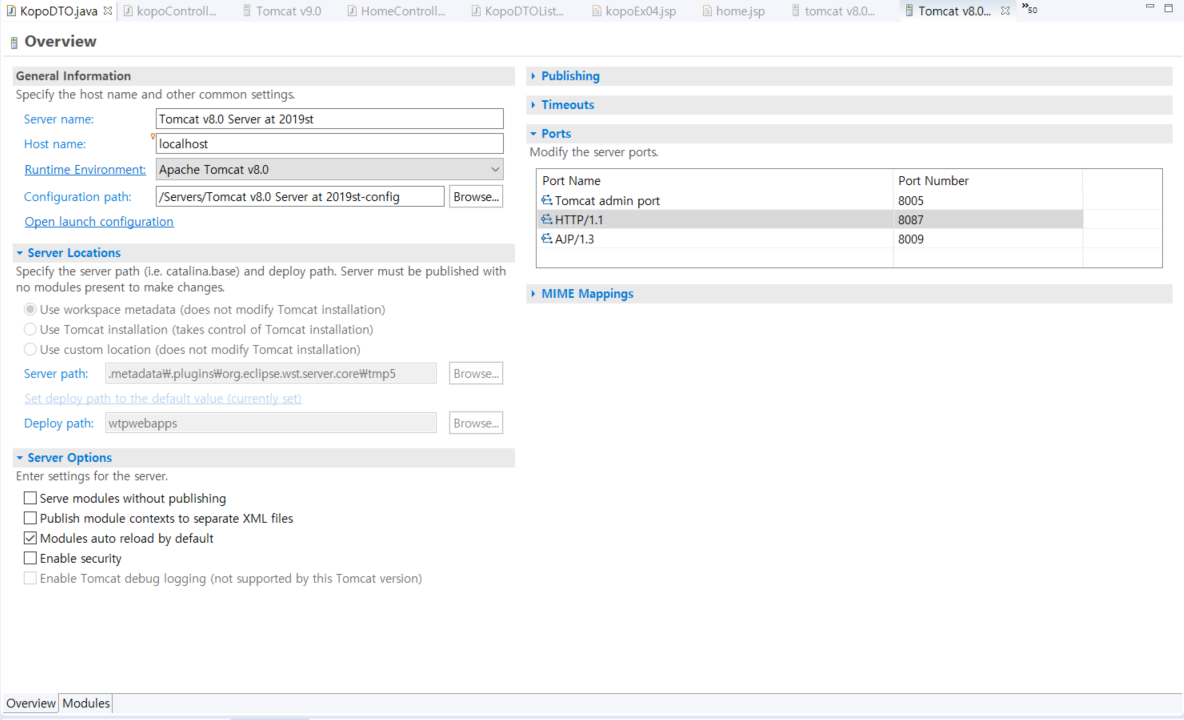 KopoDTO.java
kopoControll...
Tomcat v9.0
HomeControll...
KopoDTOList...
kopoEx04.jsp
home.jsp
tomcat v8.0...
Tomcat v8.0...
»50
Overview
General Information
Specify the host name and other common settings.
Server name: Tomcat v8.0 Server at 2019st
Host name: localhost
Runtime Environment: Apache Tomcat v8.0
Configuration path: /Servers/Tomcat v8.0 Server at 2019st-config Browse...
Open launch configuration
Server Locations
Specify the server path (i.e. catalina.base) and deploy path. Server must be published with
no modules present to make changes.
Use workspace metadata (does not modify Tomcat installation)
Use Tomcat installation (takes control of Tomcat installation)
Use custom location (does not modify Tomcat installation)
Server path: .metadata₩.plugins₩org.eclipse.wst.server.core₩tmp5 Browse...
Set deploy path to the default value (currently set)
Deploy path: wtpwebapps Browse...
Server Options
Enter settings for the server.
Serve modules without publishing
Publish module contexts to separate XML files
Modules auto reload by default
Enable security
Enable Tomcat debug logging (not supported by this Tomcat version)
Publishing
Timeouts
Ports
Modify the server ports.
Port Name Port Number
Tomcat admin port 8005
HTTP/1.1 8087
AJP/1.3 8009
MIME Mappings
Overview Modules